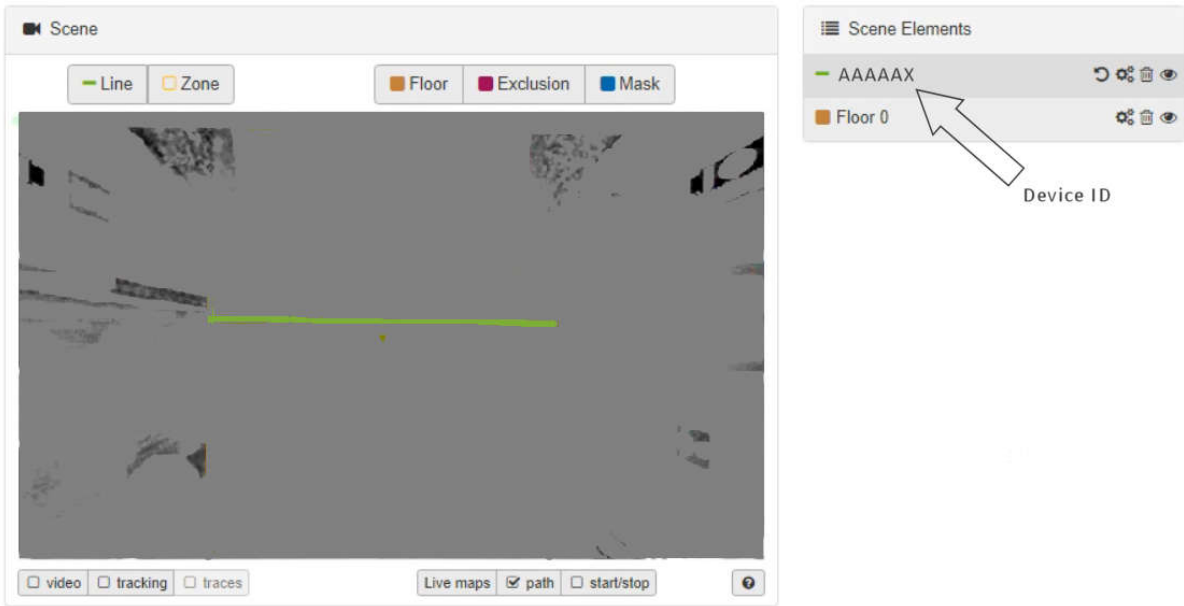 Scene
Line Zone Floor Exclusion Mask
video tracking traces Live maps path start/stop
Scene Elements
AAAAAX
Floor 0
Device ID